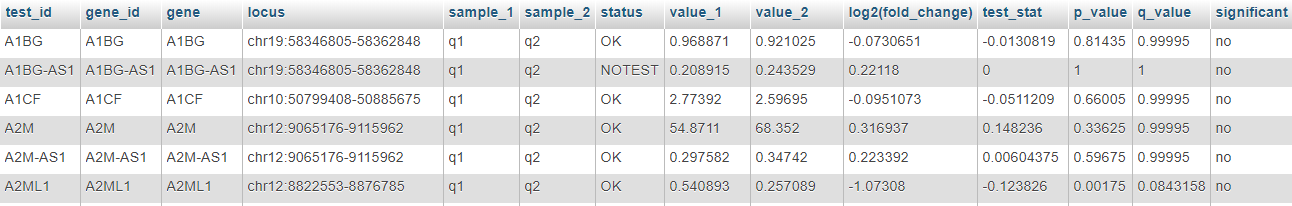 test_id gene_id gene locus sample_1 sample_2 status value_1 value_2 log2(fold_change) test_stat p_value q_value significant
A1BG A1BG A1BG chr19:58346805-58362848 q1 q2 OK 0.968871 0.921025 -0.0730651 -0.0130819 0.81435 0.99995 no
A1BG-AS1 A1BG-AS1 A1BG-AS1 chr19:58346805-58362848 q1 q2 NOTEST 0.208915 0.243529 0.22118 0 1 1 no
A1CF A1CF A1CF chr10:50799408-50885675 q1 q2 OK 2.77392 2.59695 -0.0951073 -0.0511209 0.66005 0.99995 no
A2M A2M A2M chr12:9065176-9115962 q1 q2 OK 54.8711 68.352 0.316937 0.148236 0.33625 0.99995 no
A2M-AS1 A2M-AS1 A2M-AS1 chr12:9065176-9115962 q1 q2 OK 0.297582 0.34742 0.223392 0.00604375 0.59675 0.99995 no
A2ML1 A2ML1 A2ML1 chr12:8822553-8876785 q1 q2 OK 0.540893 0.257089 -1.07308 -0.123826 0.00175 0.0843158 no